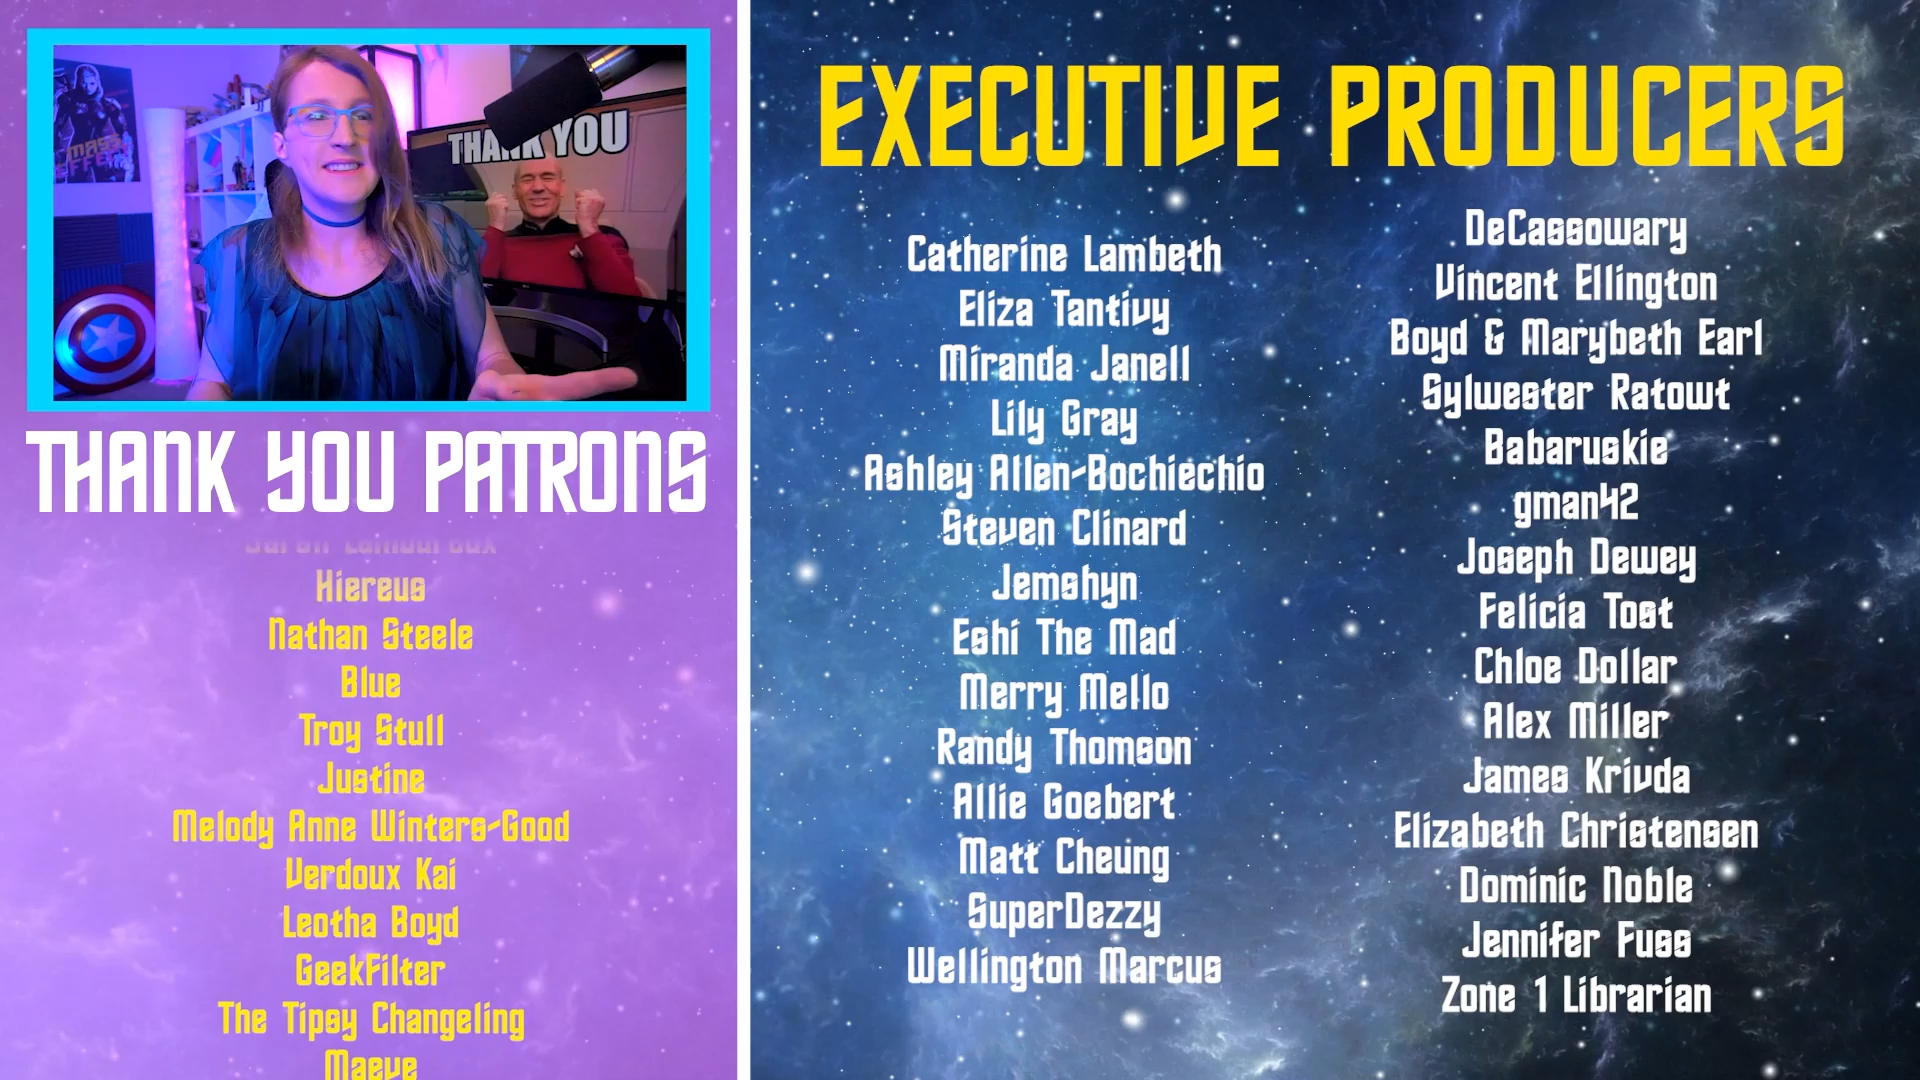 THANK YOU
MASS
THANK YOU PATRONS
Hiereus
Nathan Steele
Blue
Troy Stull
Justine
Melody Anne Winters-Good
Verdoux Kai
Leotha Boyd
GeekFilter
The Tipsy Changeling
Maeve
EXECUTIVE PRODUCERS
Catherine Lambeth
Eliza Tantivy
Miranda Janell
Lily Gray
Ashley Allen-Bochiechio
Steven Clinard
Jemshyn
Eshi The Mad
Merry Mello
Randy Thomson
Allie Goebert
Matt Cheung
SuperDezzy
Wellington Marcus
DeCassowary
Vincent Ellington
Boyd & Marybeth Earl
Sylwester Ratowt
Babaruskie
gman42
Joseph Dewey
Felicia Tost
Chloe Dollar
Alex Miller
James Krivda
Elizabeth Christensen
Dominic Noble
Jennifer Fuss
Zone 1 Librarian